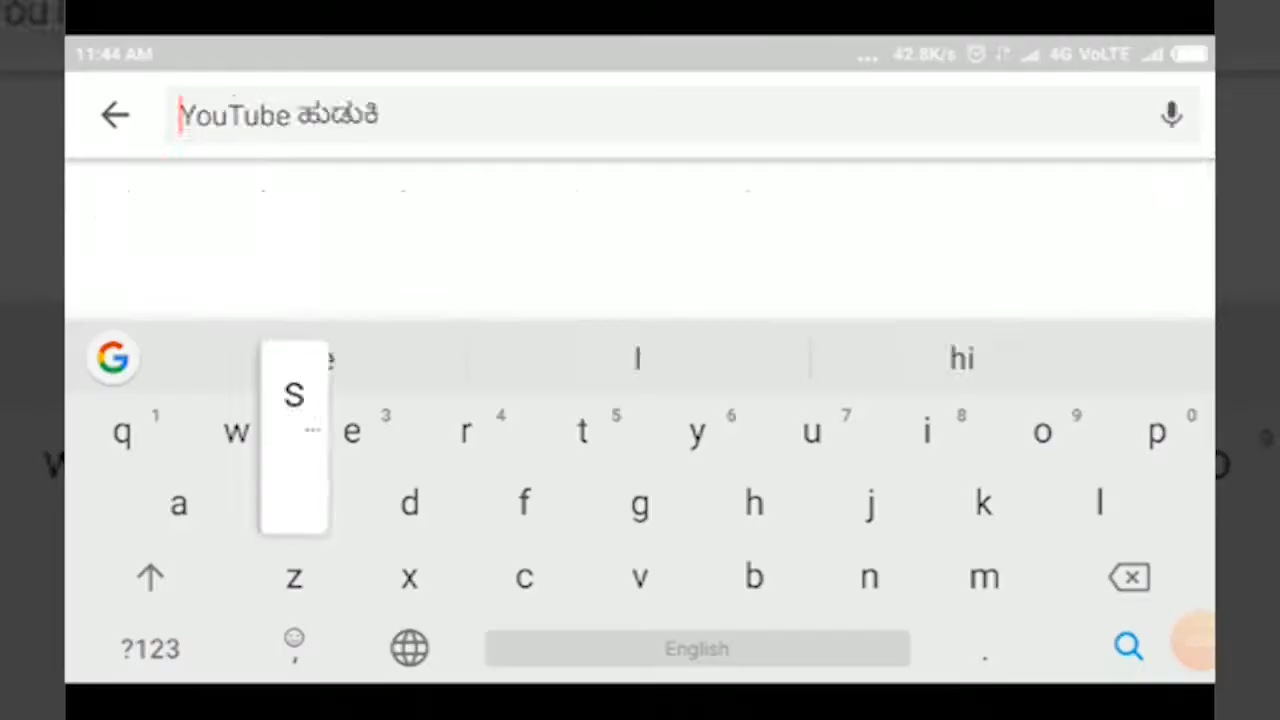 11:44 AM ... 42.8K/s 4G VoLTE
YouTube ಹುಡುಕಿ
I hi
S
q 1 w e 3 r 4 t 5 y 6 u 7 i 8 o 9 p 0
a d f g h j k l
z x c v b n m
?123 , English .